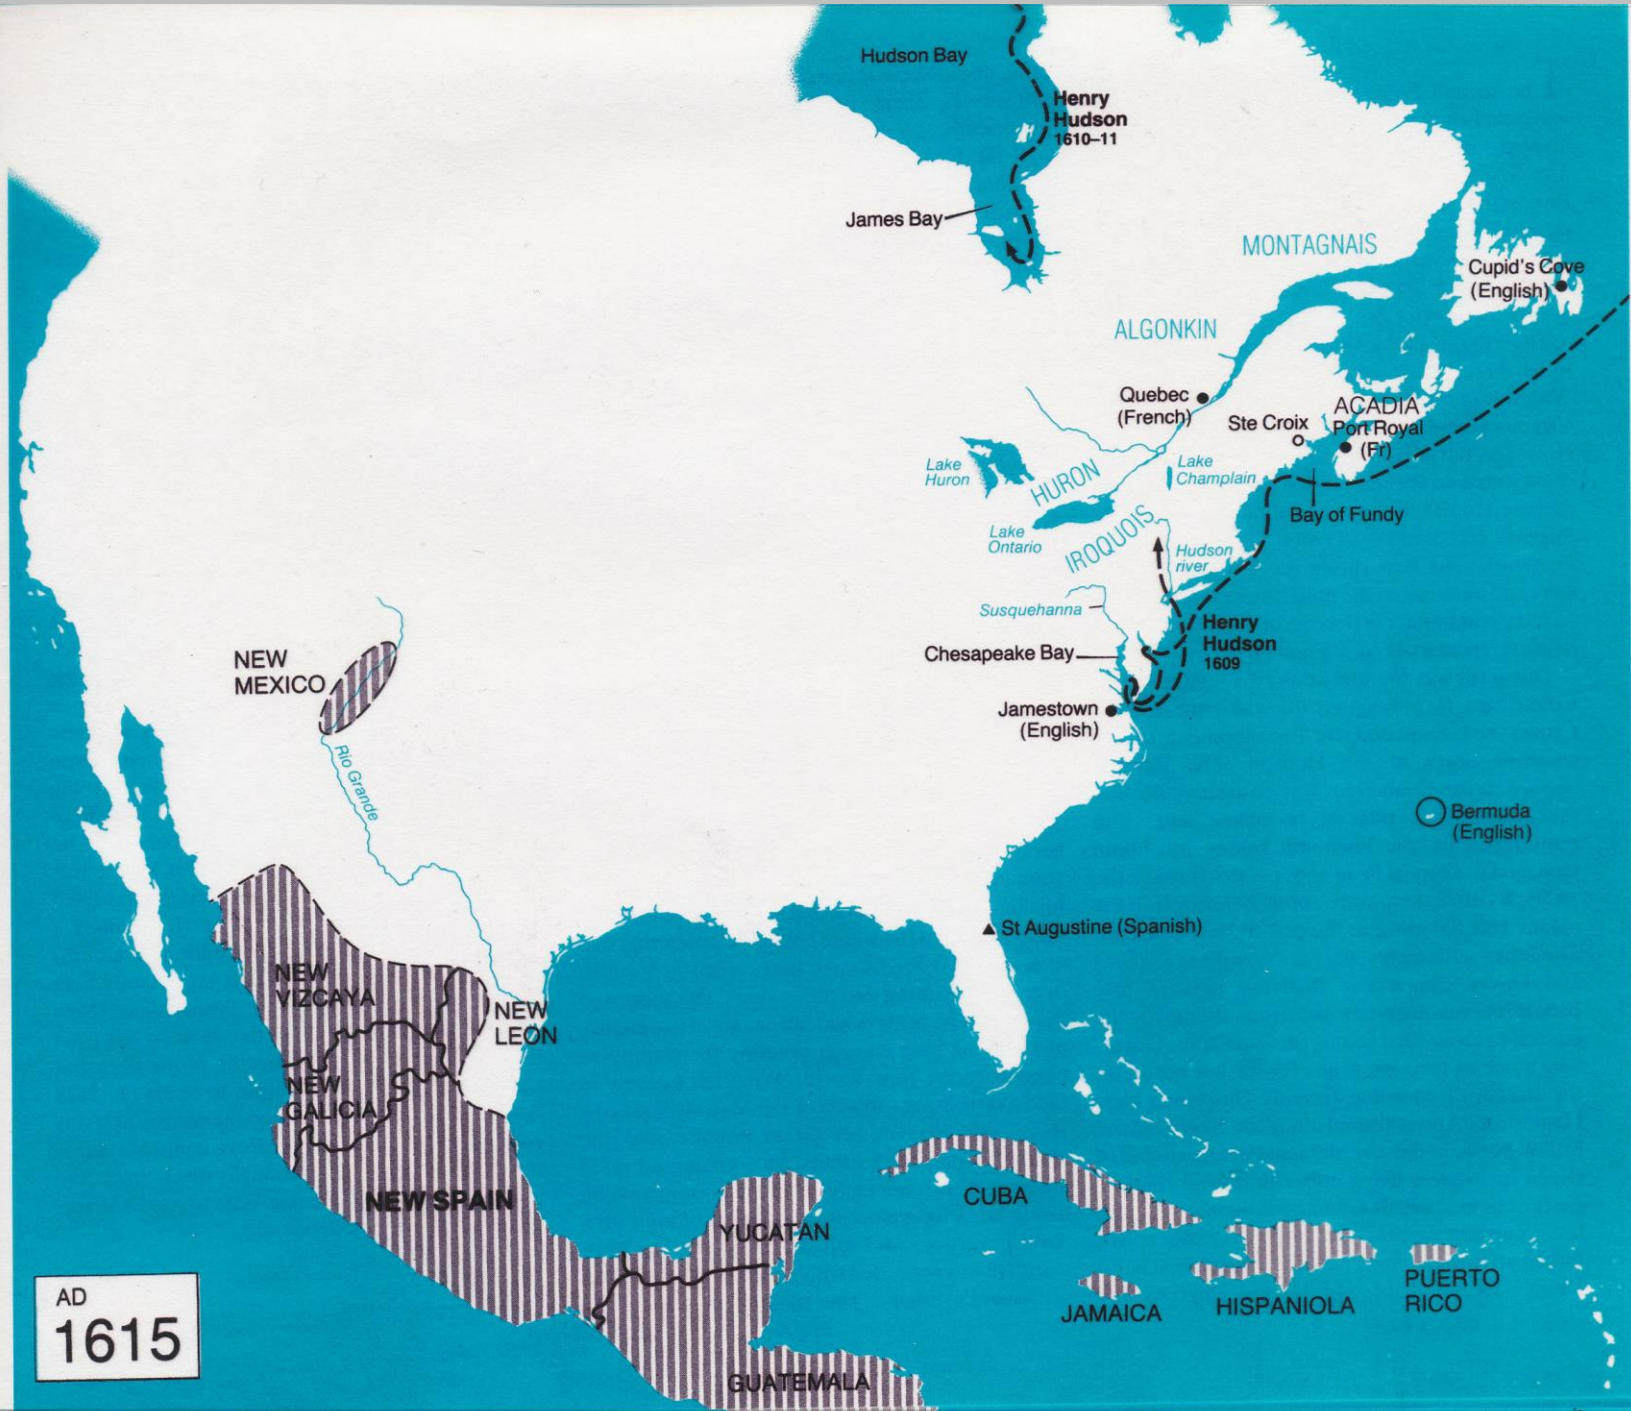 Hudson Bay
Henry
Hudson
1610–11
James Bay
MONTAGNAIS
Cupid's Cove
(English)
ALGONKIN
Quebec
(French)
Ste Croix
ACADIA
Port Royal
(Fr)
Lake
Huron
HURON
Lake
Champlain
Bay of Fundy
Lake
Ontario
IROQUOIS
Hudson
river
Susquehanna
Henry
Hudson
1609
Chesapeake Bay
NEW
MEXICO
Jamestown
(English)
Rio Grande
Bermuda
(English)
St Augustine (Spanish)
NEW
VIZCAYA
NEW
LEON
NEW
GALICIA
NEW SPAIN
CUBA
YUCATAN
PUERTO
RICO
JAMAICA
HISPANIOLA
AD
1615
GUATEMALA